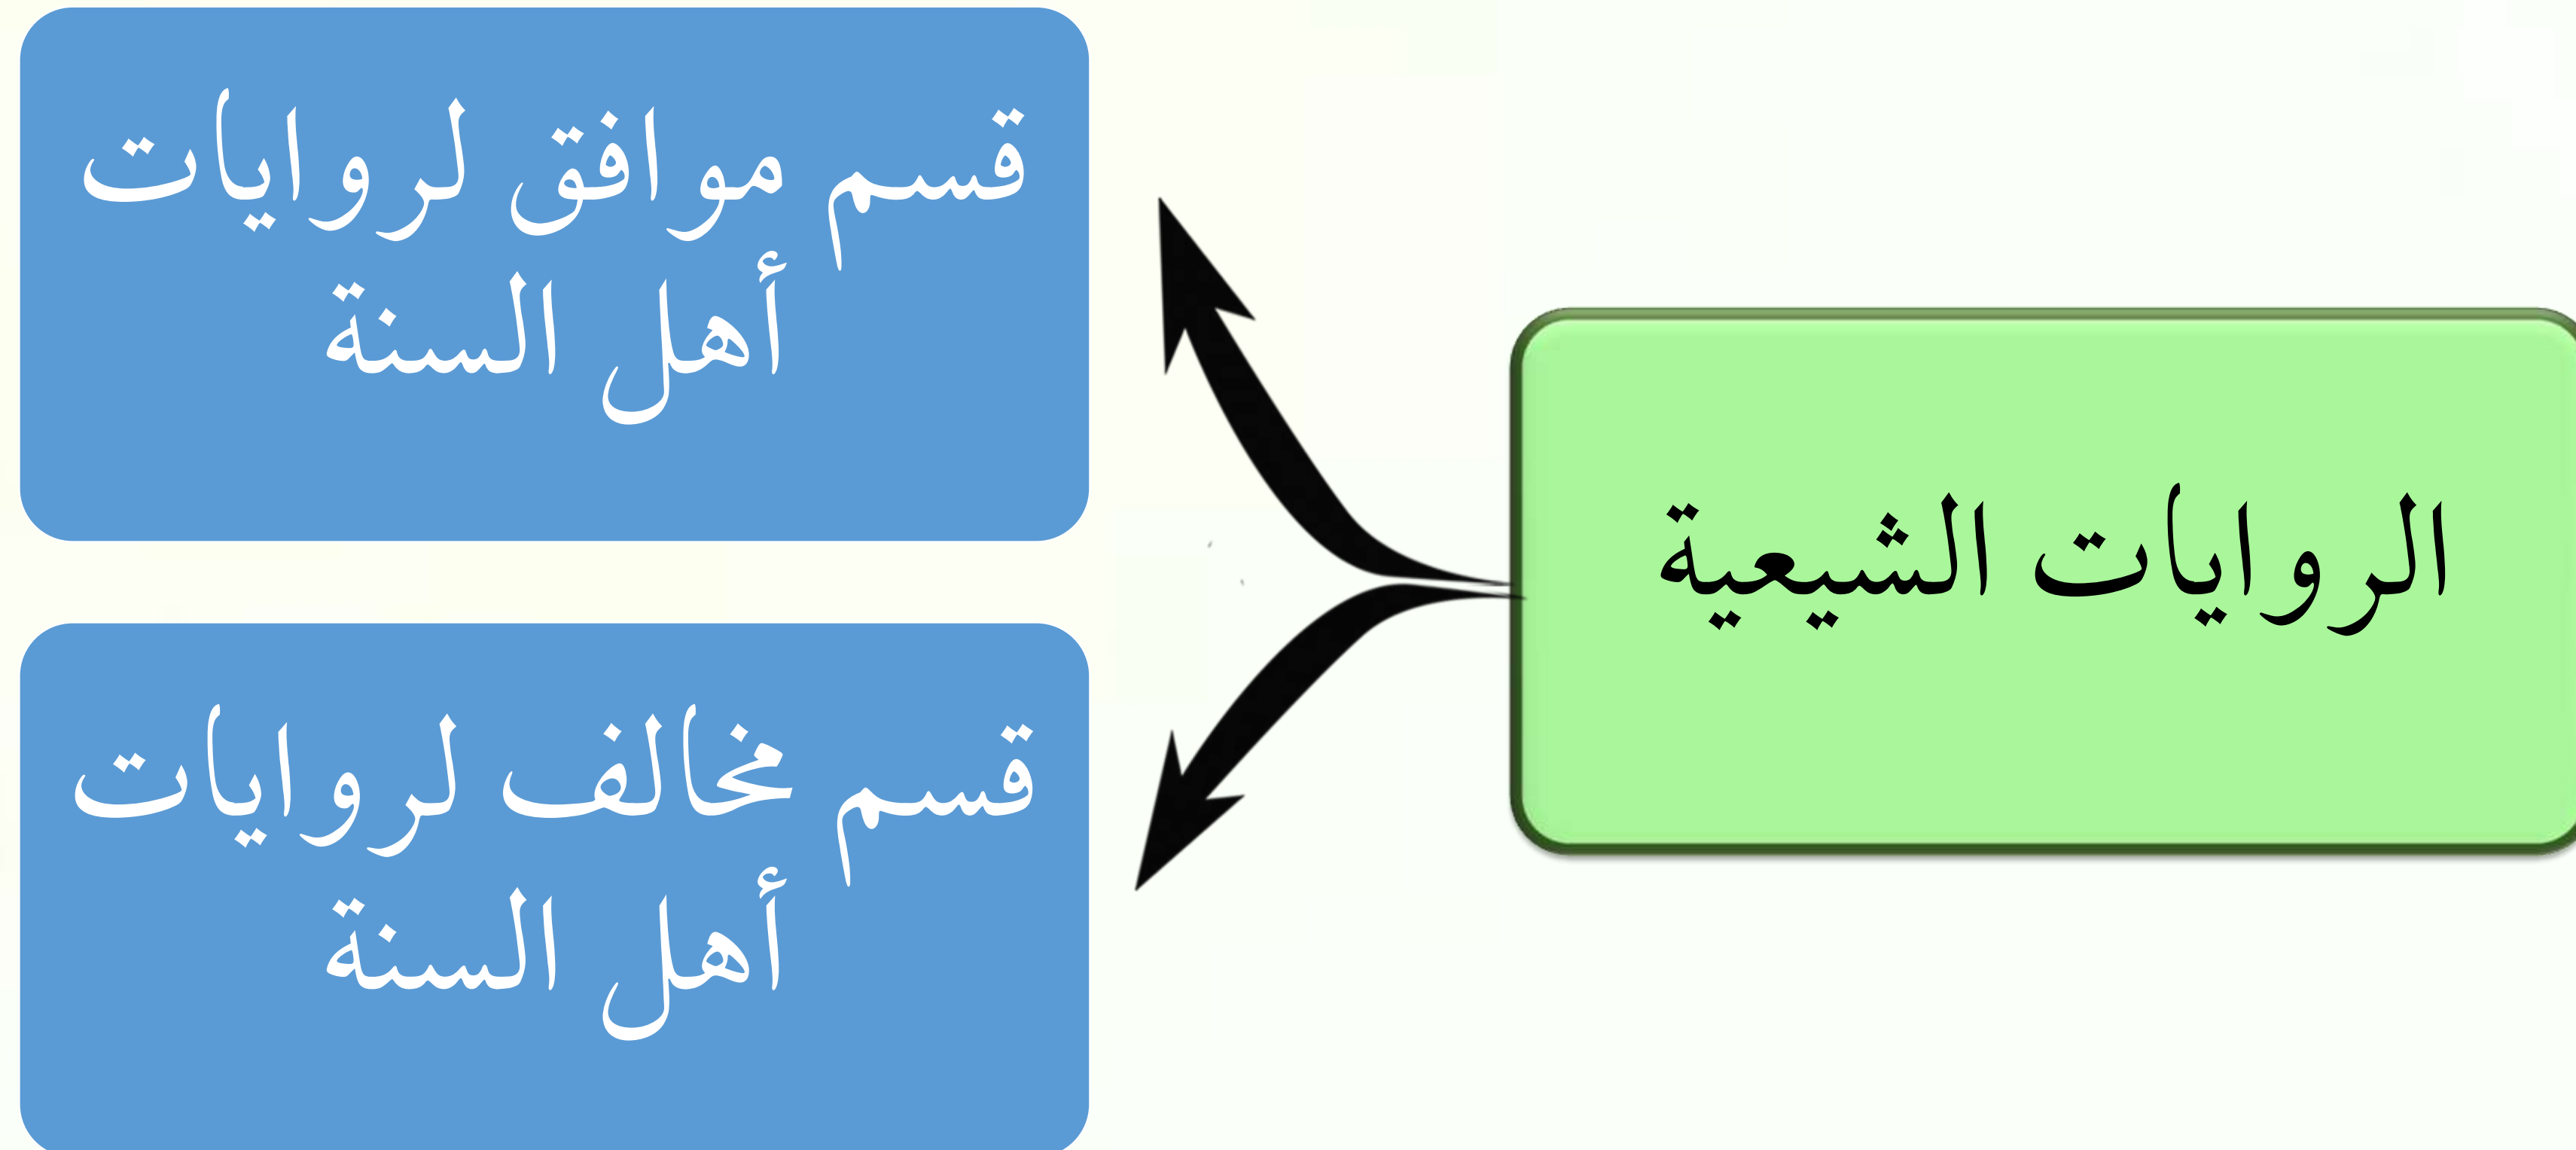 الروايات الشيعية
قسم موافق لروايات
أهل السنة
قسم مخالف لروايات
أهل السنة